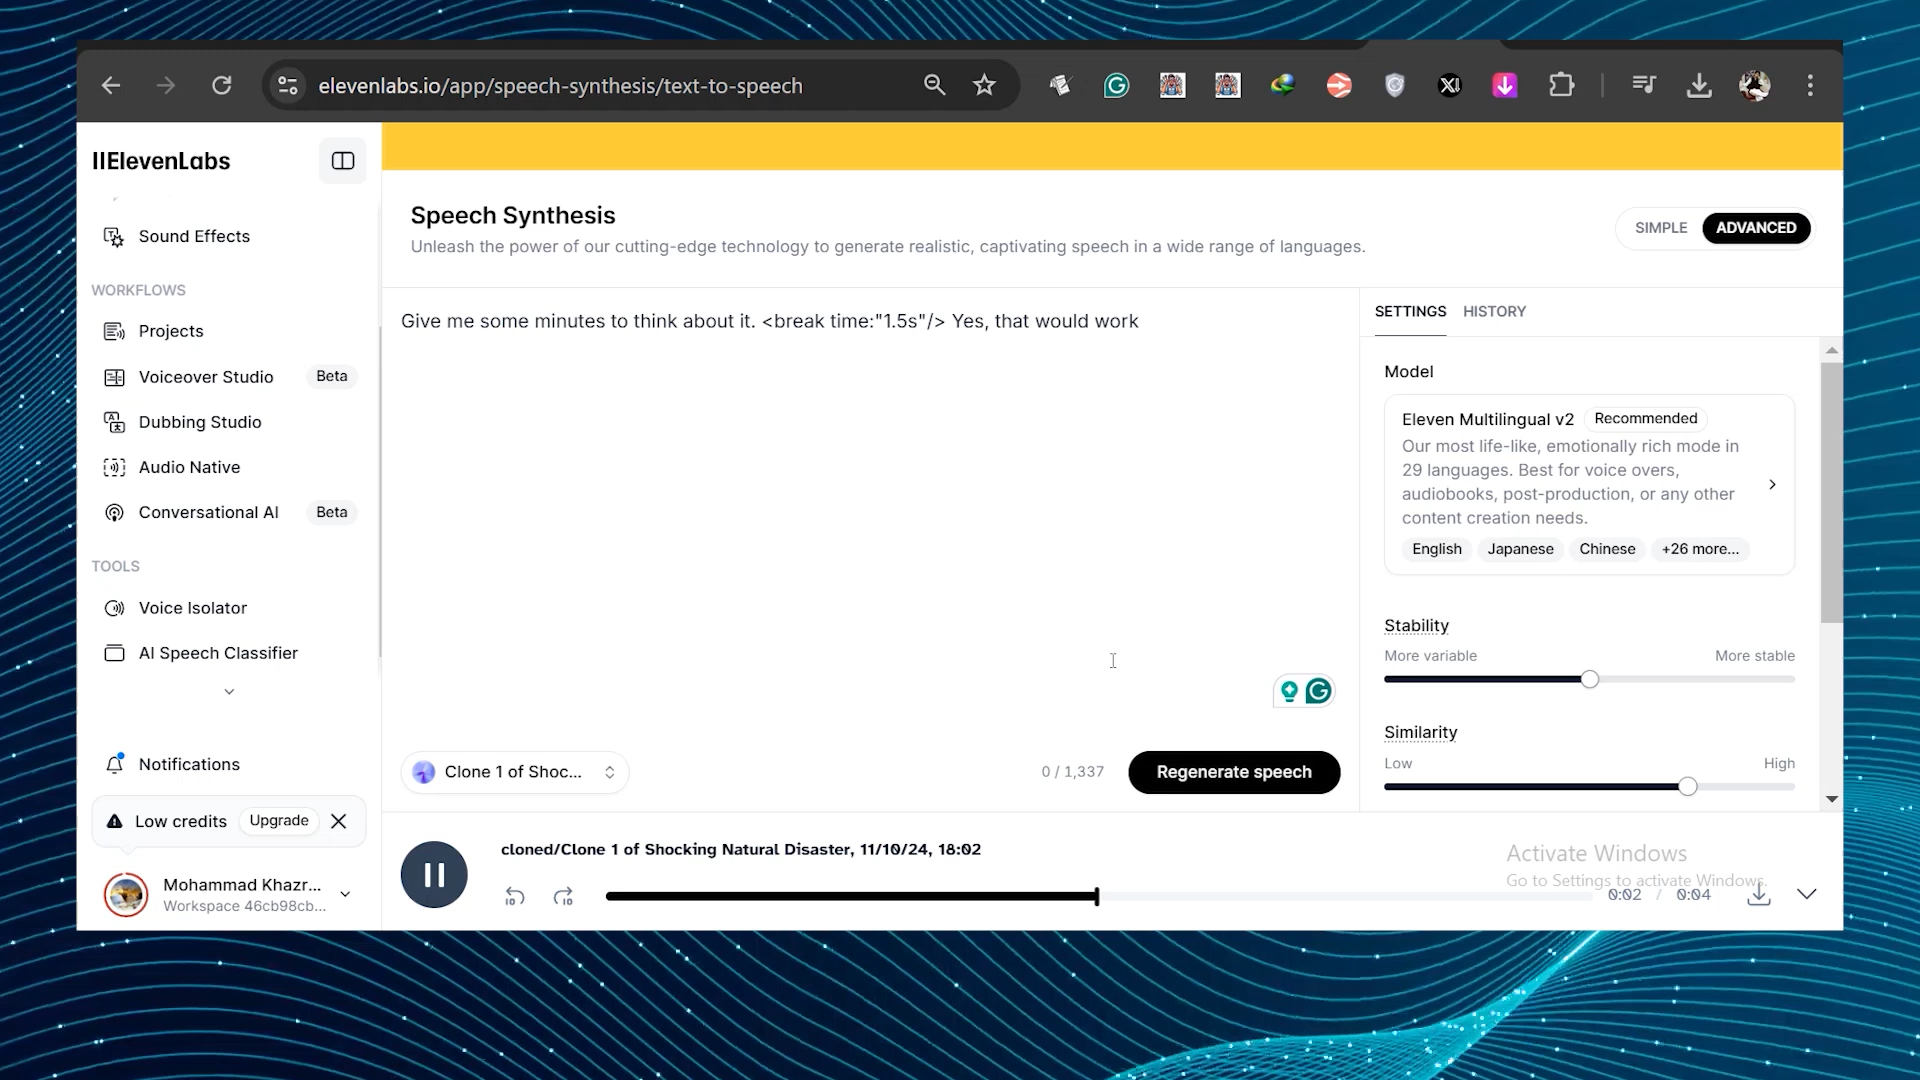 elevenlabs.io/app/speech-synthesis/text-to-speech
IIElevenLabs
Sound Effects
WORKFLOWS
Projects
Voiceover Studio Beta
Dubbing Studio
Audio Native
Conversational AI Beta
TOOLS
Voice Isolator
AI Speech Classifier
Notifications
Low credits Upgrade
Mohammad Khazr...
Workspace 46cb98cb...
Speech Synthesis
Unleash the power of our cutting-edge technology to generate realistic, captivating speech in a wide range of languages.
SIMPLE ADVANCED
Give me some minutes to think about it. <break time:"1.5s"/> Yes, that would work
Clone 1 of Shoc...
0 / 1,337
Regenerate speech
SETTINGS HISTORY
Model
Eleven Multilingual v2 Recommended
Our most life-like, emotionally rich mode in
29 languages. Best for voice overs,
audiobooks, post-production, or any other
content creation needs.
English Japanese Chinese +26 more...
Stability
More variable More stable
Similarity
Low High
cloned/Clone 1 of Shocking Natural Disaster, 11/10/24, 18:02
10 10
0:02 / 0:04
Activate Windows
Go to Settings to activate Windows.